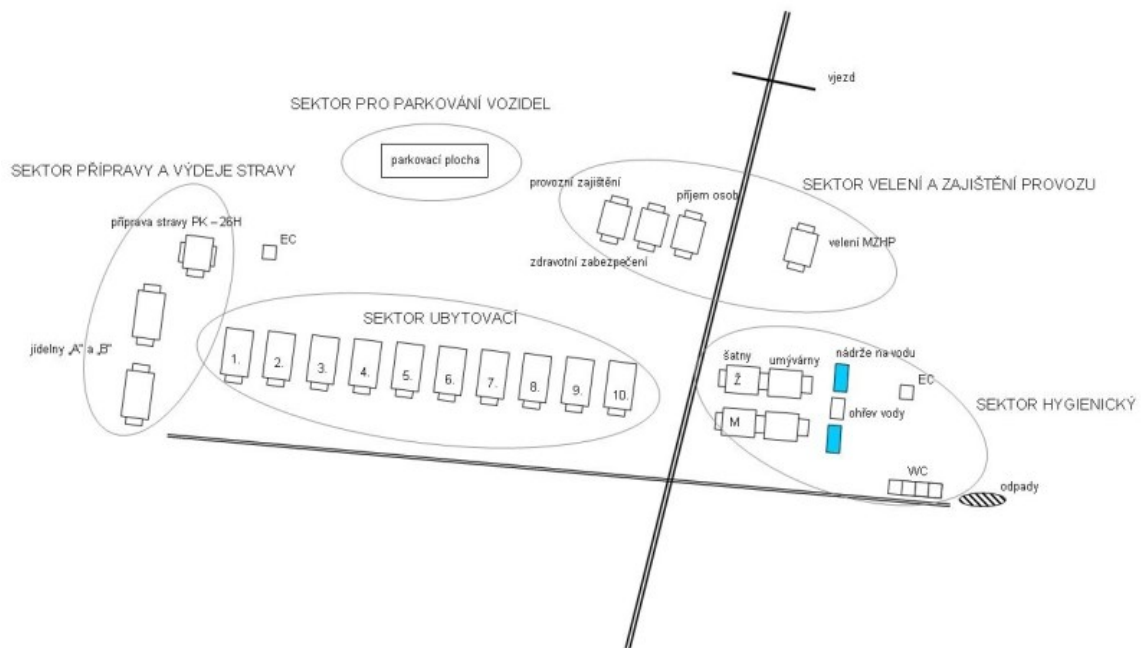 vjezd
SEKTOR PRO PARKOVÁNÍ VOZIDEL
parkovací plocha
SEKTOR PŘÍPRAVY A VÝDEJE STRAVY
příprava stravy PK – 26H
EC
jídelny „A" a „B"
provozní zajištění
příjem osob
zdravotní zabezpečení
SEKTOR VELENÍ A ZAJIŠTĚNÍ PROVOZU
velení MZHP
SEKTOR UBYTOVACÍ
1.
2.
3.
4.
5.
6.
7.
8.
9.
10.
šatny
umývárny
nádrže na vodu
Ž
EC
ohřev vody
M
SEKTOR HYGIENICKÝ
WC
odpady